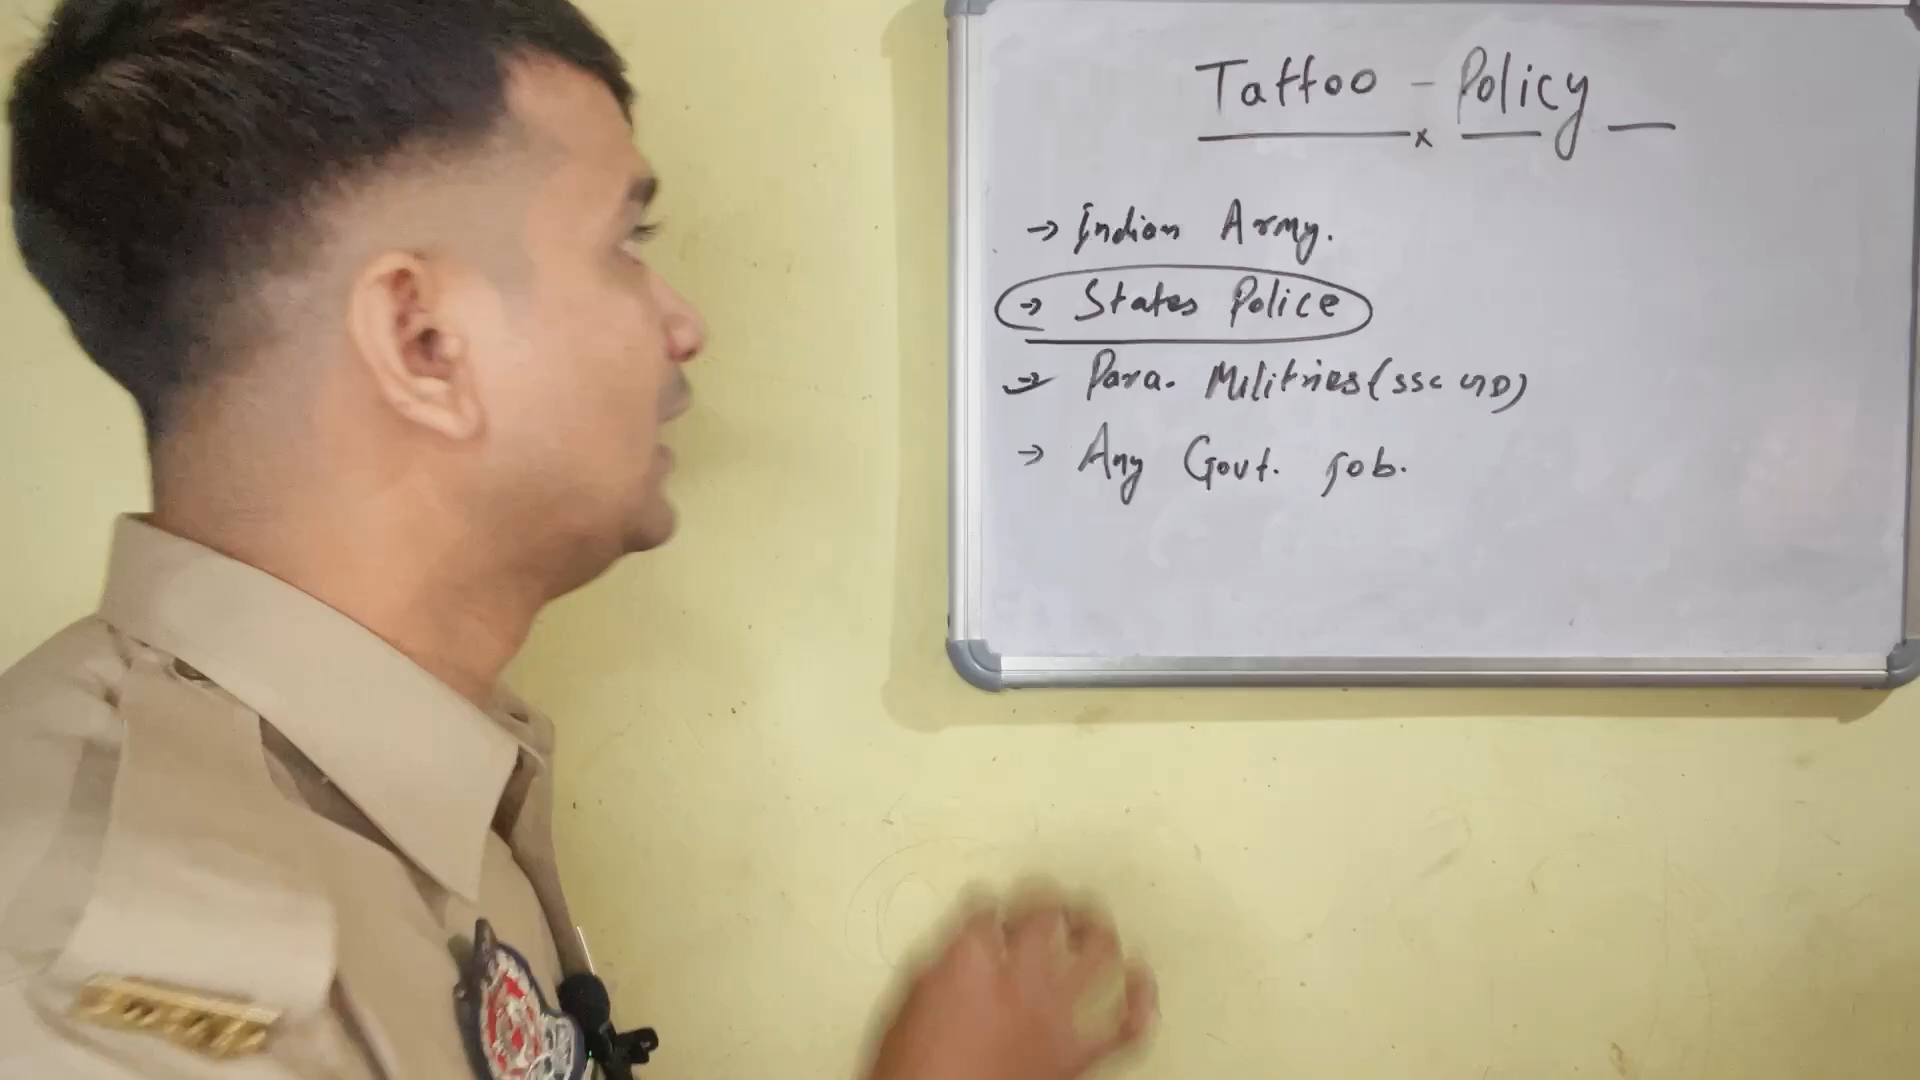 Tattoo - Policy
→ Indian Army.
→ States Police
→ Para. Militries (SSC GD)
→ Any Govt. Job.